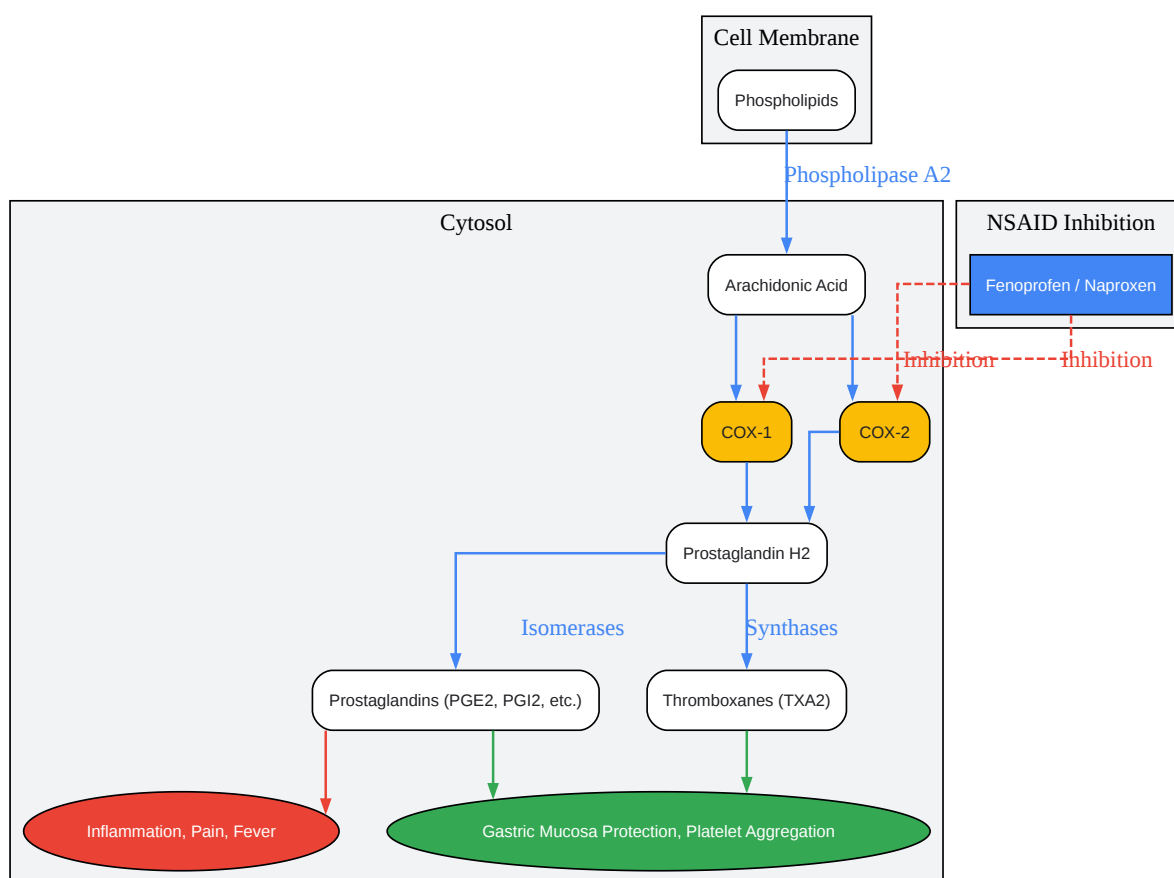 Cell Membrane
Phospholipids
Phospholipase A2
Cytosol
NSAID Inhibition
Arachidonic Acid
Fenoprofen / Naproxen
Inhibition
Inhibition
COX-1
COX-2
Prostaglandin H2
Isomerases
Synthases
Prostaglandins (PGE2, PGI2, etc.)
Thromboxanes (TXA2)
Inflammation, Pain, Fever
Gastric Mucosa Protection, Platelet Aggregation